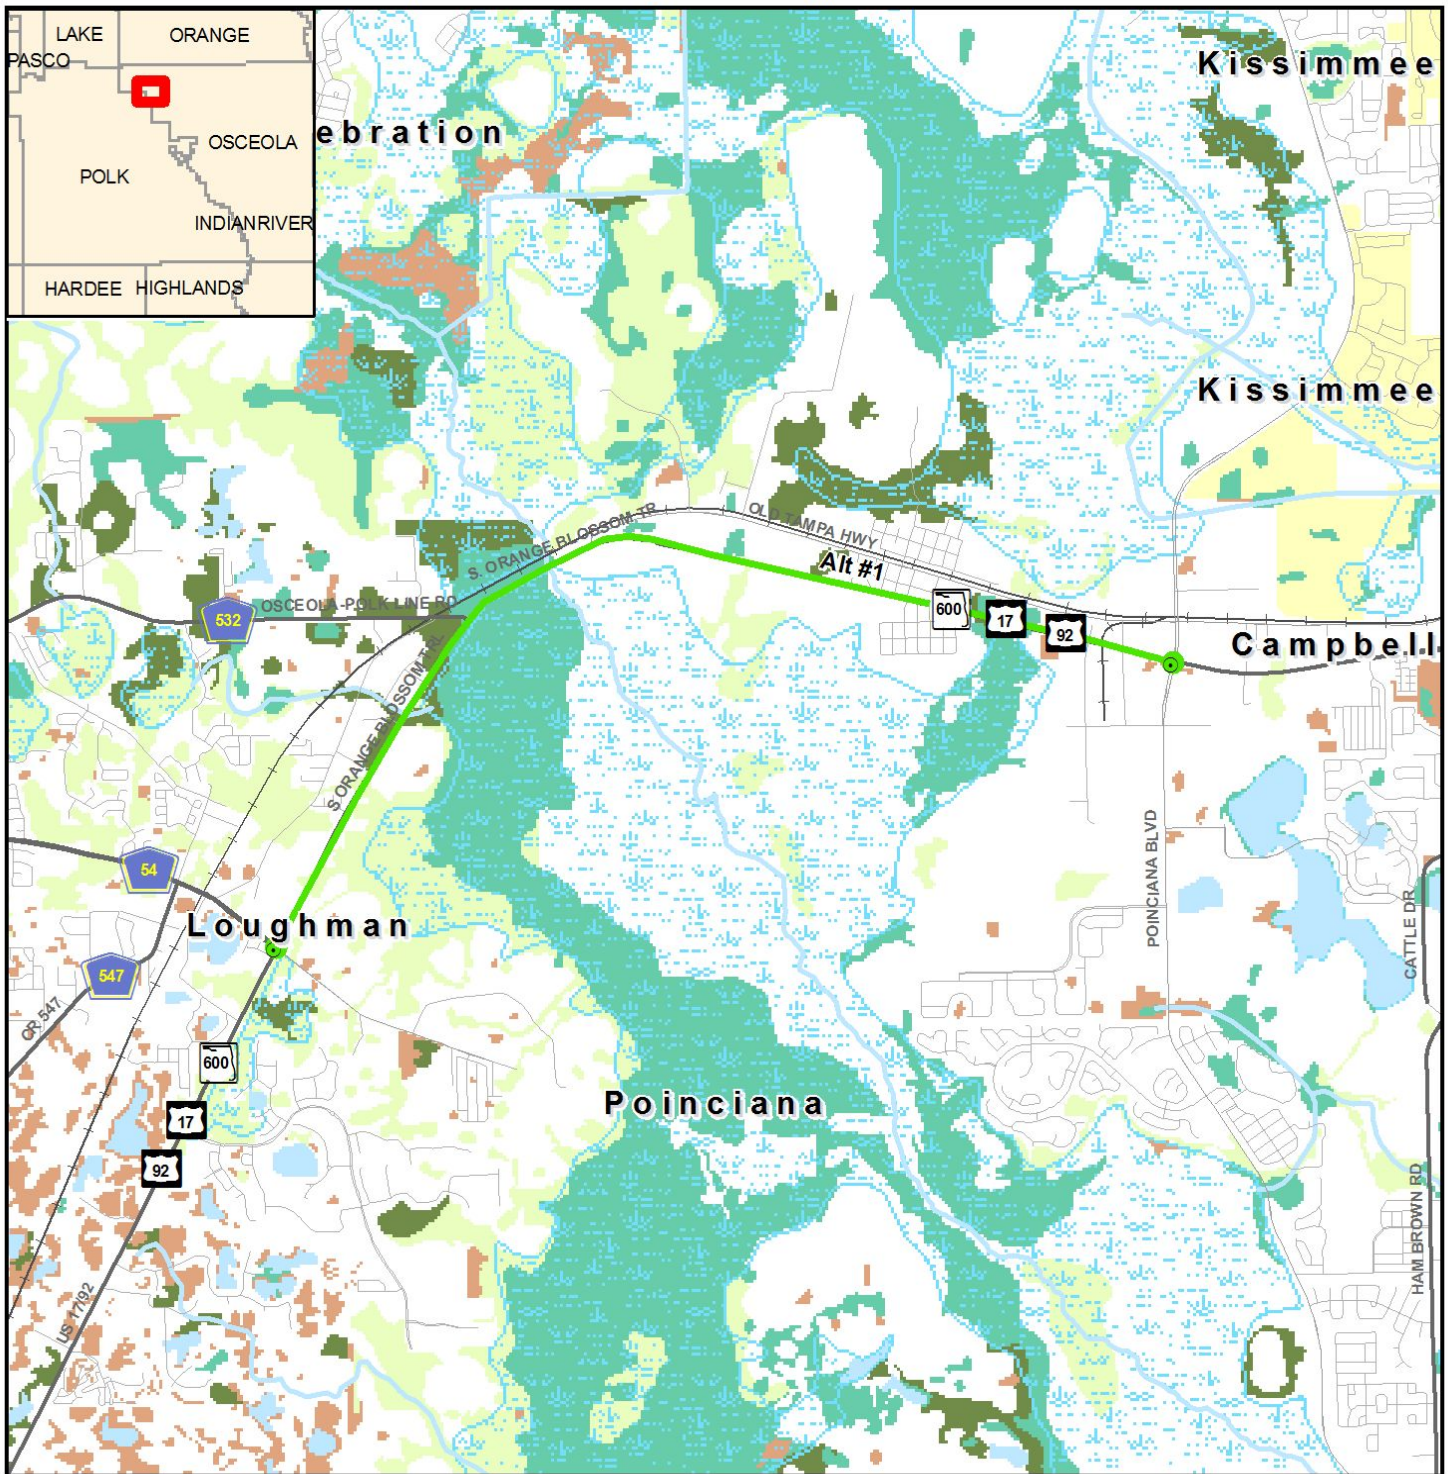 LAKE
ORANGE
PASCO
OSCEOLA
POLK
INDIAN RIVER
HARDEE
HIGHLANDS
ebration
Kissimmee
Kissimmee
S. ORANGE BLOSSOM TR
OLD TAMPA HWY
Alt #1
OSCEOLA-POLK LINE RD
532
600
17
92
Campbell
S ORANGE BLOSSOM TRL
54
Loughman
547
CR 547
POINCIANA BLVD
CATTLE DR
600
17
92
Poinciana
HAM BROWN RD
US 17/92